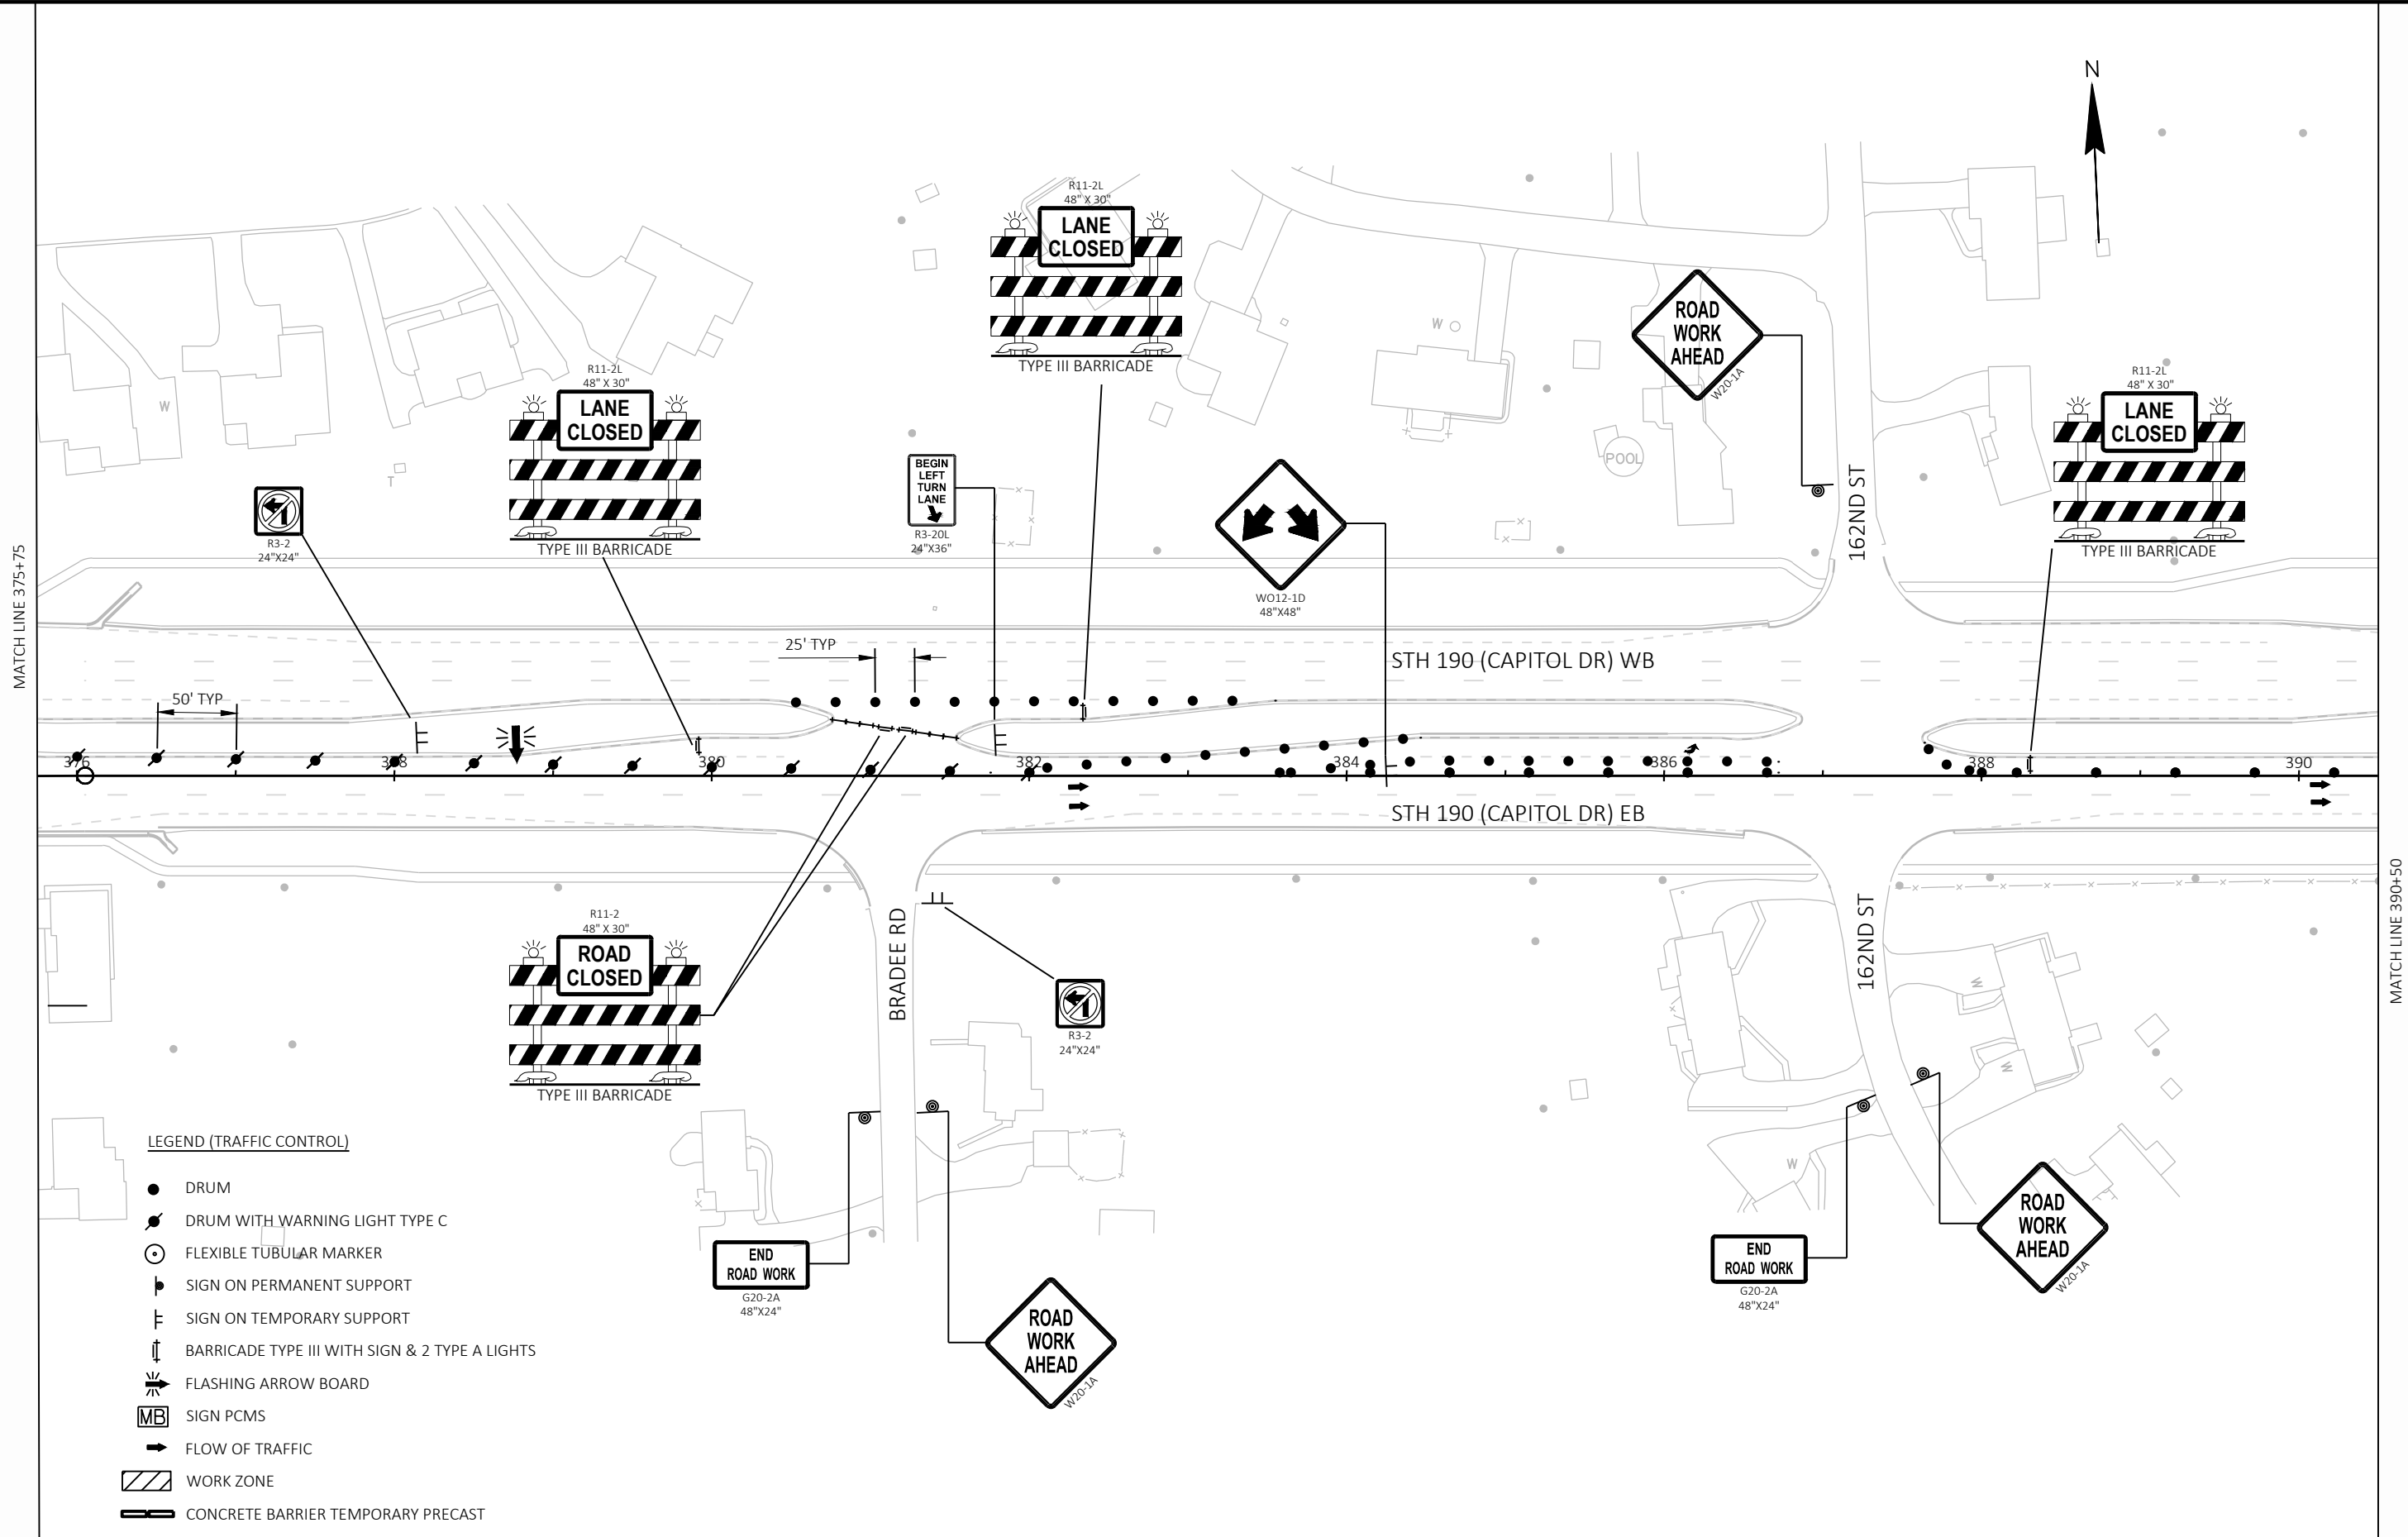 N
R11-2L
48" X 30"
LANE
CLOSED
TYPE III BARRICADE
ROAD
WORK
AHEAD
W20-1A
W
R11-2L
48" X 30"
LANE
CLOSED
TYPE III BARRICADE
R11-2L
48" X 30"
LANE
CLOSED
TYPE III BARRICADE
W
T
POOL
BEGIN
LEFT
TURN
LANE
R3-20L
24"X36"
R3-2
24"X24"
WO12-1D
48"X48"
162ND ST
MATCH LINE 375+75
25' TYP
STH 190 (CAPITOL DR) WB
50' TYP
376
378
380
382
384
386
388
390
STH 190 (CAPITOL DR) EB
MATCH LINE 390+50
R11-2
48" X 30"
ROAD
CLOSED
TYPE III BARRICADE
BRADEE RD
R3-2
24"X24"
162ND ST
W
W
W
END
ROAD WORK
G20-2A
48"X24"
ROAD
WORK
AHEAD
W20-1A
END
ROAD WORK
G20-2A
48"X24"
ROAD
WORK
AHEAD
W20-1A
LEGEND (TRAFFIC CONTROL)
DRUM
DRUM WITH WARNING LIGHT TYPE C
FLEXIBLE TUBULAR MARKER
SIGN ON PERMANENT SUPPORT
SIGN ON TEMPORARY SUPPORT
BARRICADE TYPE III WITH SIGN & 2 TYPE A LIGHTS
FLASHING ARROW BOARD
MB SIGN PCMS
FLOW OF TRAFFIC
WORK ZONE
CONCRETE BARRIER TEMPORARY PRECAST